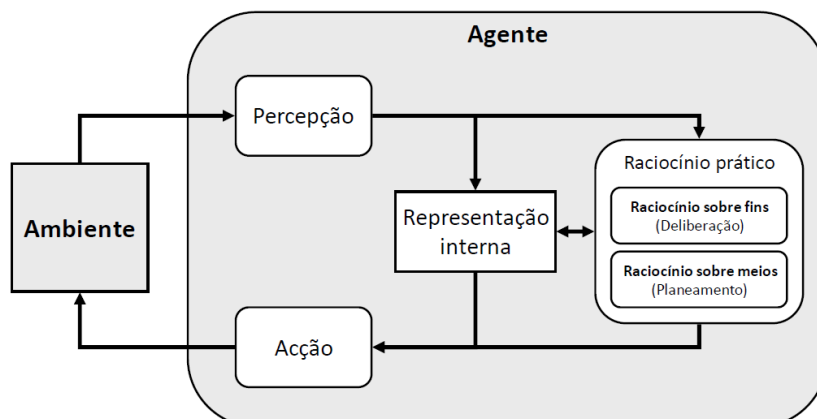 Agente
Percepção
Raciocínio prático
Ambiente
Representação
interna
Raciocínio sobre fins
(Deliberação)
Raciocínio sobre meios
(Planeamento)
Acção